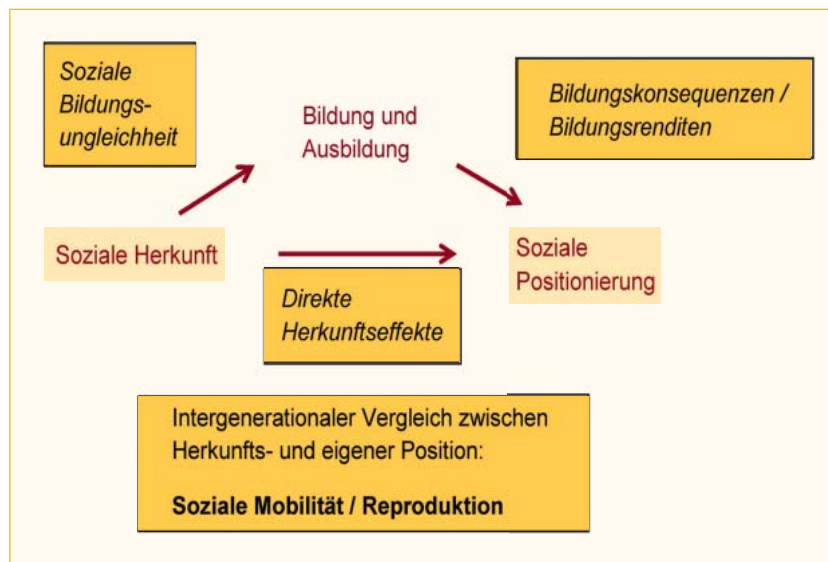 Soziale
Bildungs-
ungleichheit
Bildung und
Ausbildung
Bildungskonsequenzen /
Bildungsrenditen
Soziale Herkunft
Soziale
Positionierung
Direkte
Herkunftseffekte
Intergenerationaler Vergleich zwischen
Herkunfts- und eigener Position:
Soziale Mobilität / Reproduktion